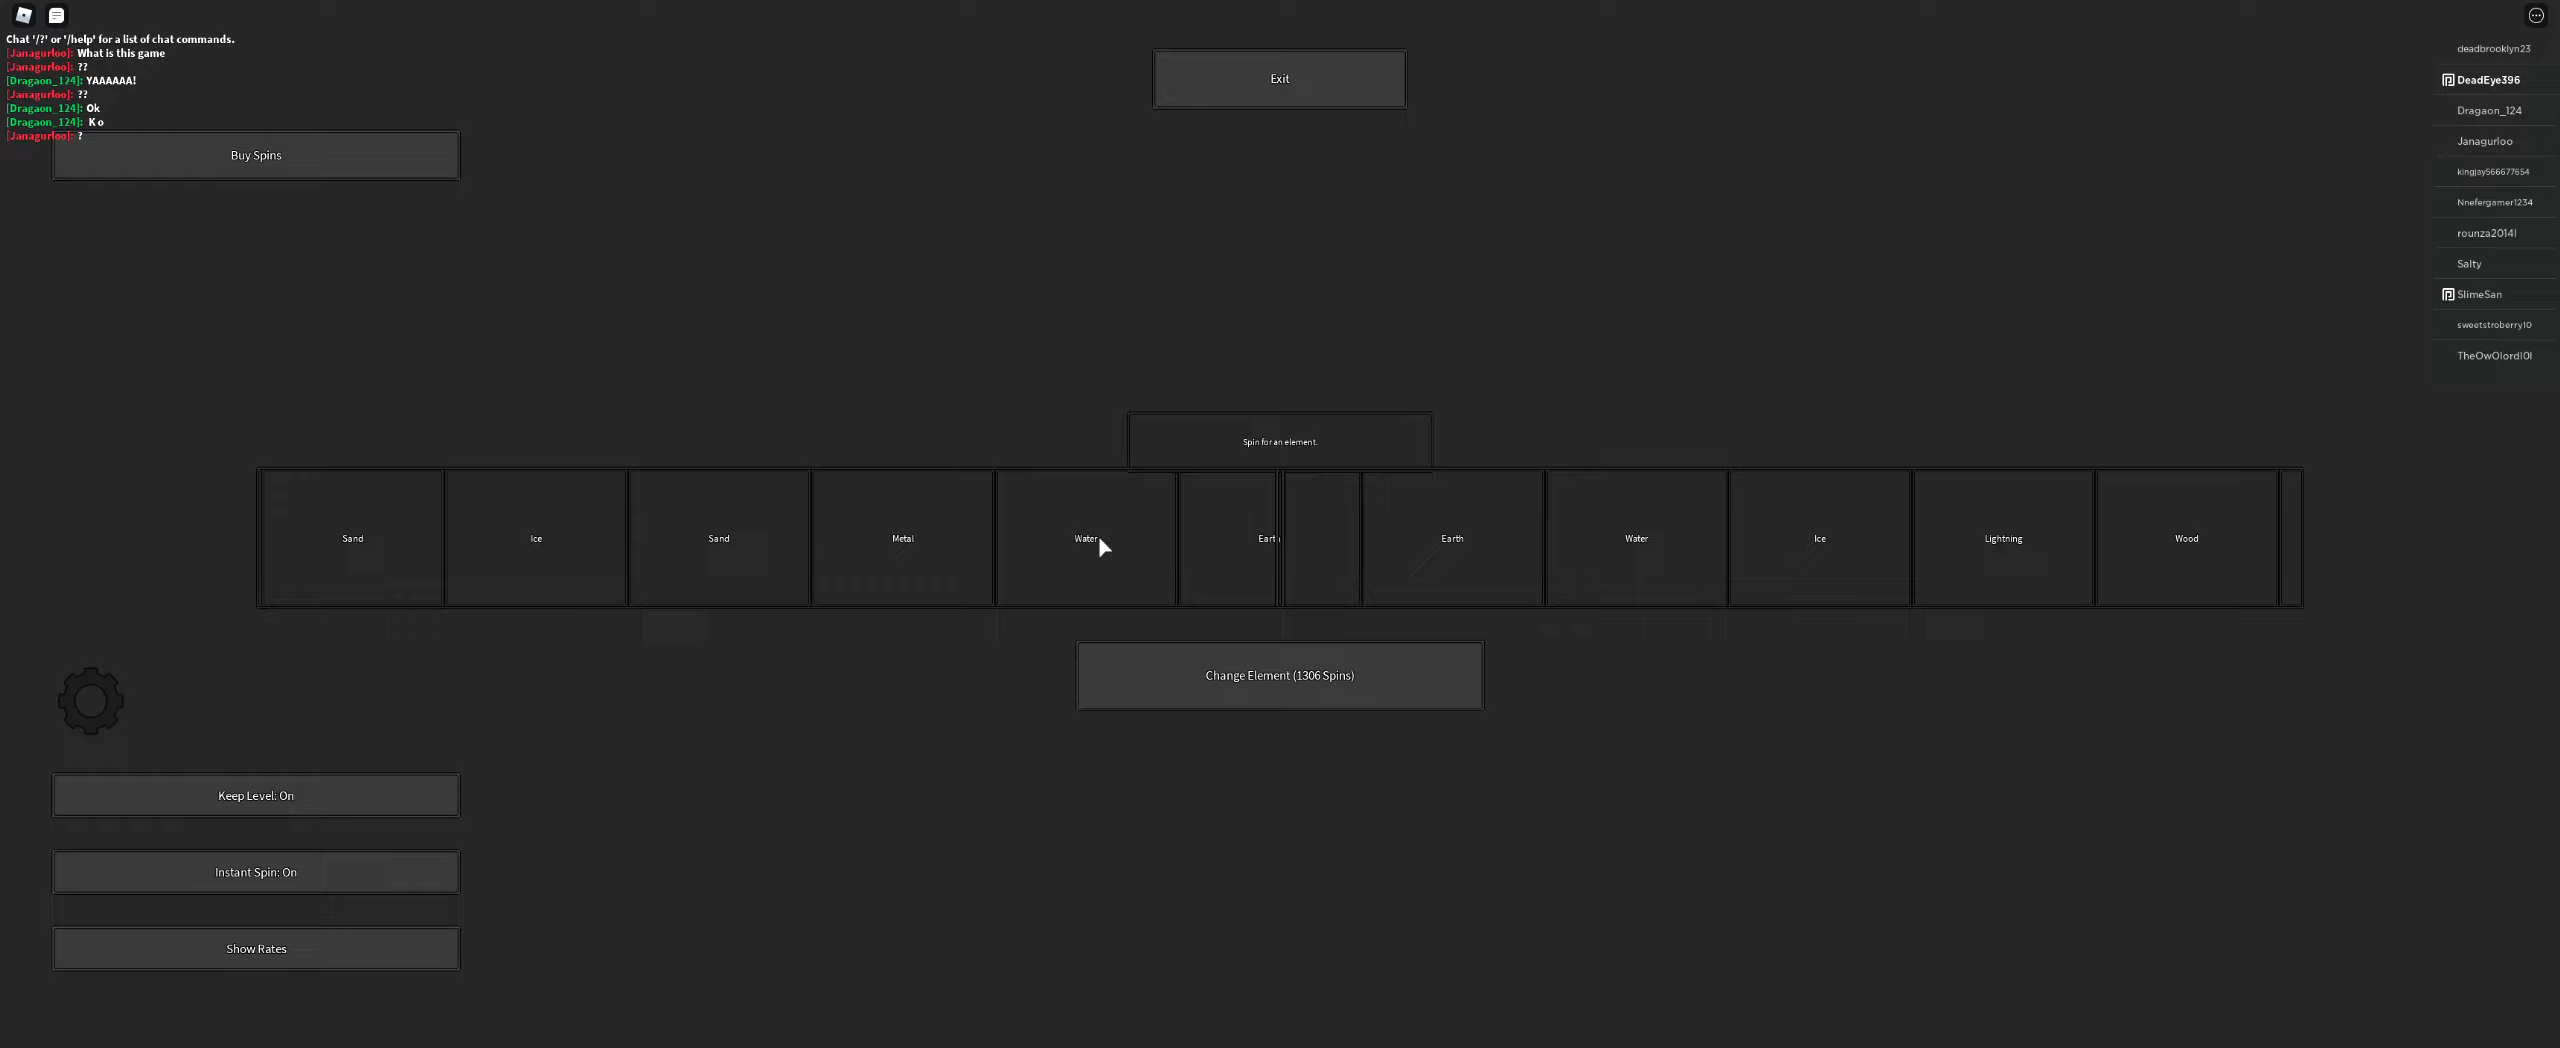 Chat '/?' or '/help' for a list of chat commands.
[Janagurloo]: What is this game
[Janagurloo]: ??
[Dragaon_124]: YAAAAAA!
[Janagurloo]: ??
[Dragaon_124]: Ok
[Dragaon_124]: K o
[Janagurloo]: ?
Exit
Buy Spins
deadbrooklyn23
DeadEye396
Dragaon_124
Janagurloo
kingjay566677654
Nnefergamer1234
rounza2014l
Salty
SlimeSan
sweetstroberry10
TheOwOlordl0l
Spin for an element.
Sand Ice Sand Metal Water Earth Earth Water Ice Lightning Wood
Change Element (1306 Spins)
Keep Level: On
Instant Spin: On
Show Rates